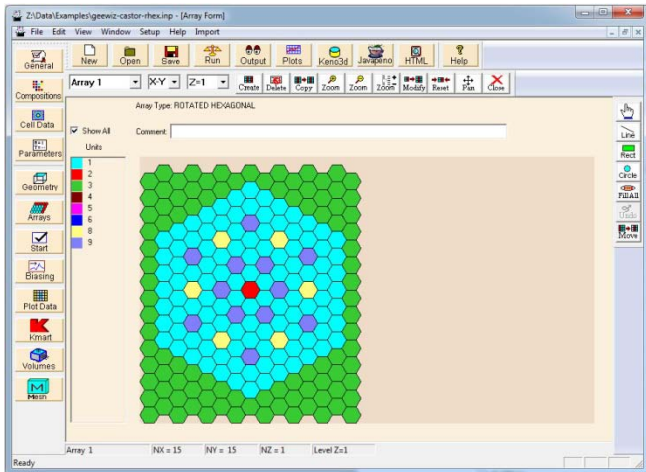 Z:\Data\Examples\geewiz-castor-rhex.inp - [Array Form]
File Edit View Window Setup Help Import
General New Open Save Run Output Plots Keno3d Javapeno HTML Help
Array 1 X-Y Z=1 Create Delete Copy Zoom Zoom Zoom Modify Reset Pan Close
Compositions
Array Type: ROTATED HEXAGONAL
Cell Data
Show All Comment
Units
Parameters
1
2
3
4
5
6
8
9
Geometry
Arrays
Start
Biasing
Plot Data
K
Kmart
Volumes
M
Mesh
Line
Rect
Circle
FillAll
Undo
Move
Array 1 NX = 15 NY = 15 NZ = 1 Level Z=1
Ready